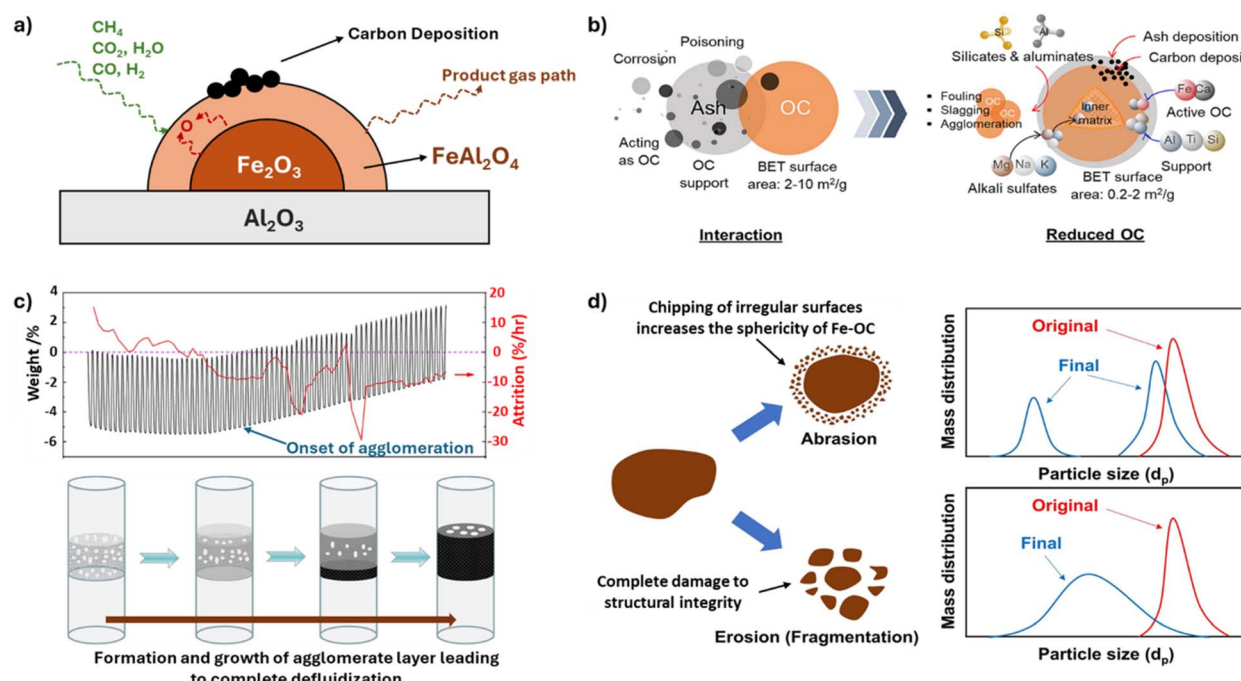 a)
CH₄
CO₂, H₂O
CO, H₂
Carbon Deposition
Product gas path
O
Fe₂O₃
FeAl₂O₄
Al₂O₃
b)
Poisoning
Corrosion
Ash
OC
Acting
as OC
OC
support
BET surface
area: 2-10 m²/g
Interaction
Si
Al
Silicates & aluminates
Ash deposition
Carbon deposi
▪ Fouling
▪ Slagging
▪ Agglomeration
OC
OC
Inner
matrix
Fe Ca
Active OC
Al Ti Si
Support
Mg Na K
Alkali sulfates
BET surface
area: 0.2-2 m²/g
Reduced OC
c)
Weight /%
4
2
0
-2
-4
-6
20
10
0
-10
-20
-30
Attrition (%/hr)
Onset of agglomeration
Formation and growth of agglomerate layer leading
to complete defluidization
d)
Chipping of irregular surfaces
increases the sphericity of Fe-OC
Abrasion
Complete damage to
structural integrity
Erosion (Fragmentation)
Mass distribution
Original
Final
Particle size (dₚ)
Mass distribution
Original
Final
Particle size (dₚ)